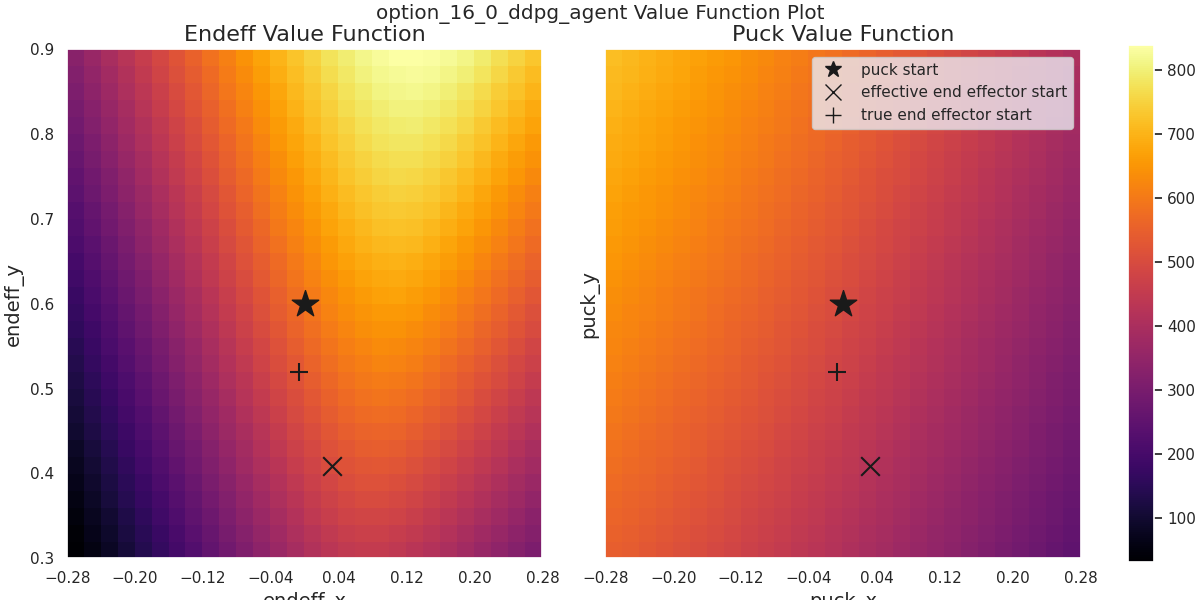 option_16_0_ddpg_agent Value Function Plot
Endeff Value Function
Puck Value Function
endeff_y
0.9
0.8
0.7
0.6
0.5
0.4
0.3
−0.28 −0.20 −0.12 −0.04 0.04 0.12 0.20 0.28
endeff_x
puck_y
puck start
effective end effector start
true end effector start
−0.28 −0.20 −0.12 −0.04 0.04 0.12 0.20 0.28
puck_x
800
700
600
500
400
300
200
100